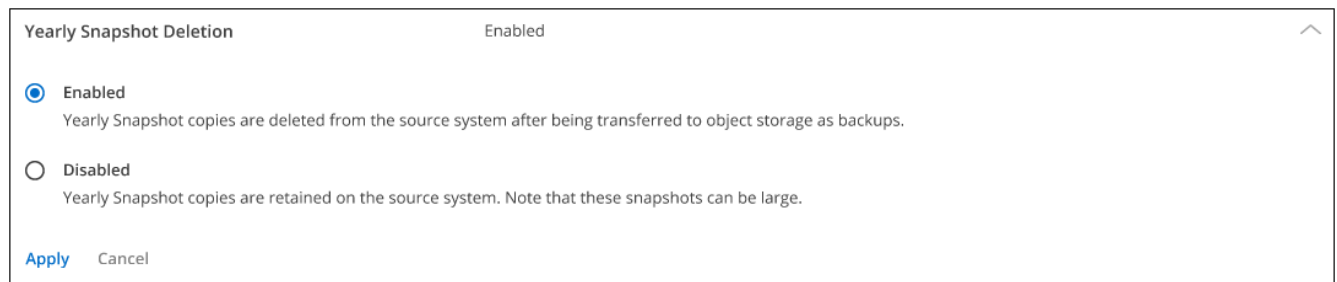 Yearly Snapshot Deletion Enabled
Enabled
Yearly Snapshot copies are deleted from the source system after being transferred to object storage as backups.
Disabled
Yearly Snapshot copies are retained on the source system. Note that these snapshots can be large.
Apply Cancel